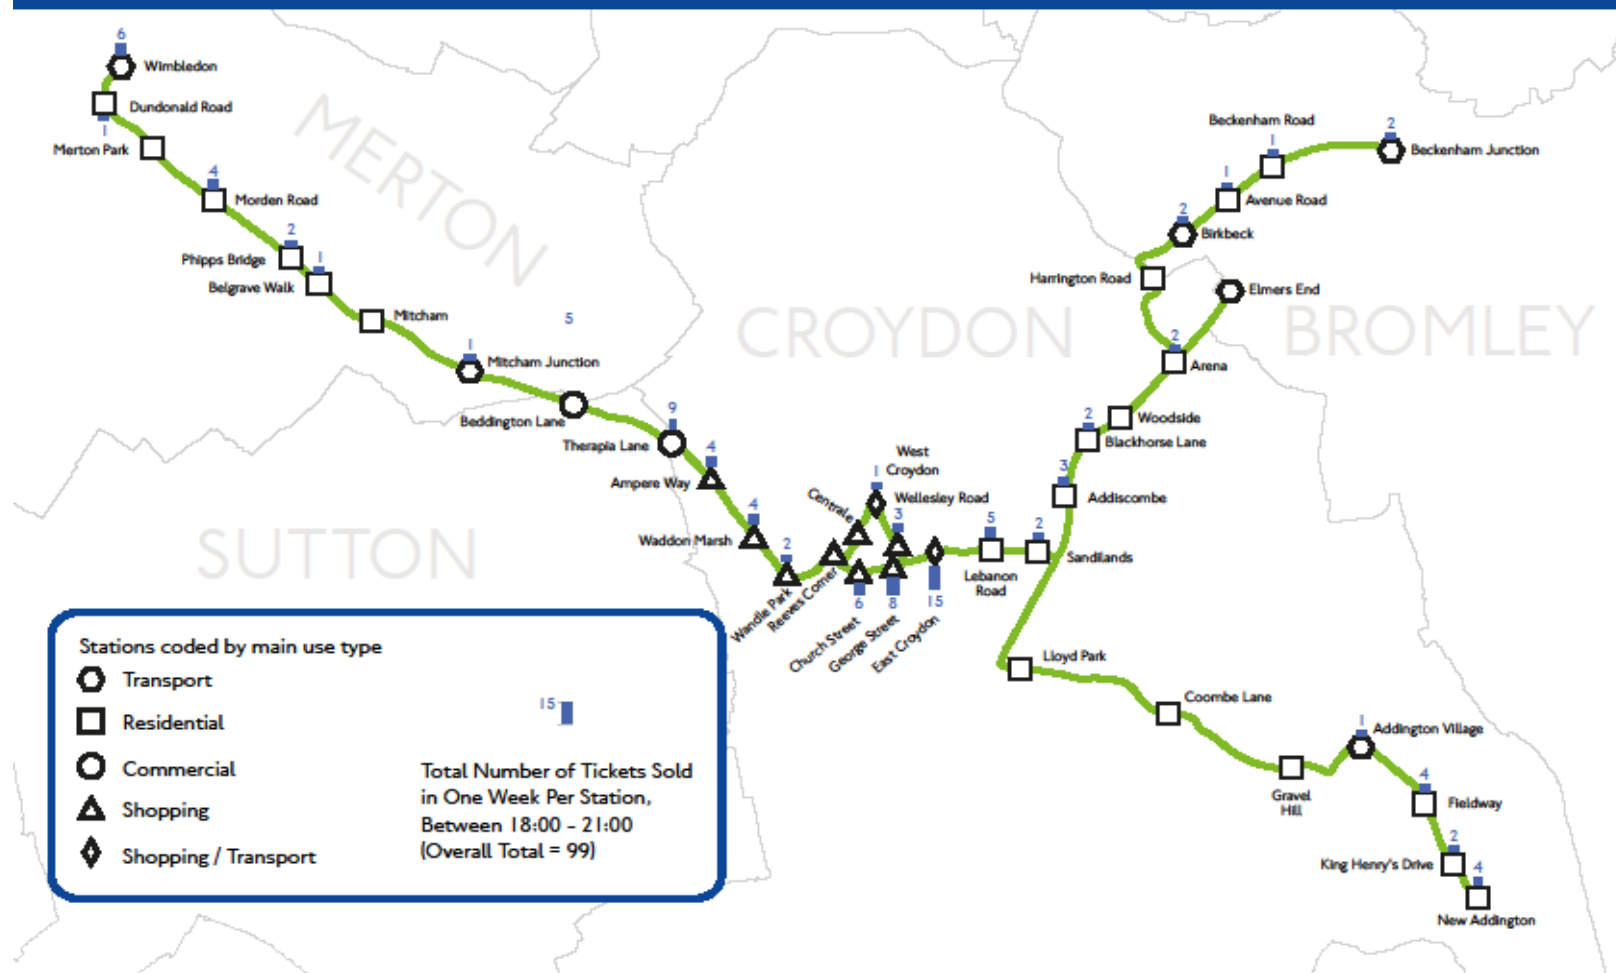 6
Wimbledon
Dundonald Road
1
Merton Park
4
Morden Road
2
Phipps Bridge
1
Belgrave Walk
Mitcham
1
Mitcham Junction
5
Beddington Lane
9
Therapia Lane
4
Ampere Way
4
Waddon Marsh
2
Wandle Park
Reeves Corner
Centrale
West
Croydon
1
Wellesley Road
3
6
Church Street
8
George Street
15
East Croydon
5
Lebanon
Road
2
Sandilands
3
Addiscombe
2
Blackhorse Lane
Woodside
2
Arena
Elmers End
Harrington Road
2
Birkbeck
1
Avenue Road
Beckenham Road
1
2
Beckenham Junction
Lloyd Park
Coombe Lane
Gravel
Hill
1
Addington Village
4
Fieldway
2
King Henry's Drive
4
New Addington
MERTON
SUTTON
CROYDON
BROMLEY
Stations coded by main use type
Transport
Residential
Commercial
Shopping
Shopping / Transport
15
Total Number of Tickets Sold
in One Week Per Station,
Between 18:00 - 21:00
(Overall Total = 99)